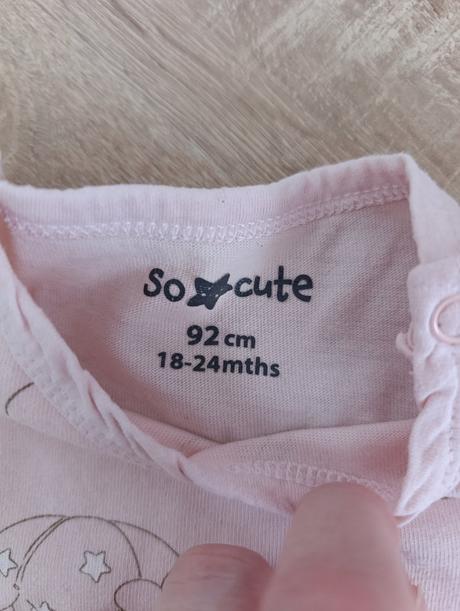 So cute
92 cm
18-24mths